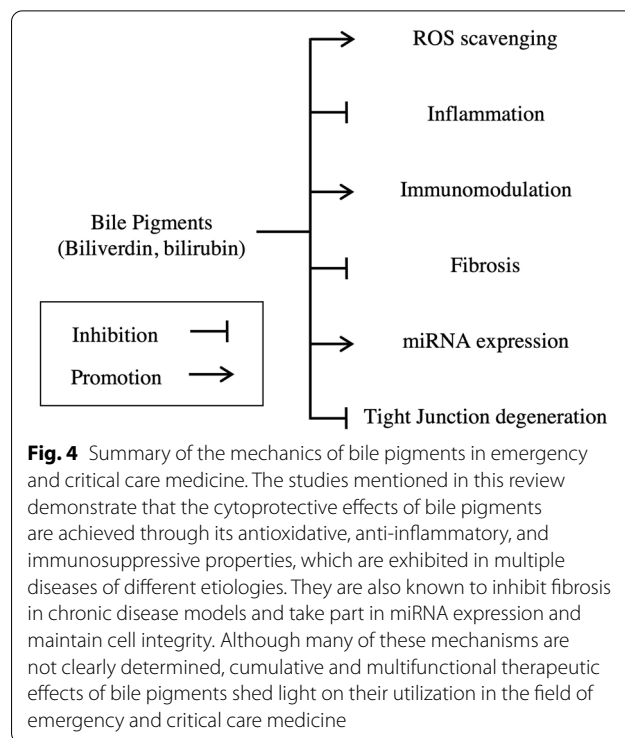 ROS scavenging
Inflammation
Immunomodulation
Bile Pigments
(Biliverdin, bilirubin)
Fibrosis
miRNA expression
Tight Junction degeneration
Inhibition
Promotion
Fig. 4 Summary of the mechanics of bile pigments in emergency
and critical care medicine. The studies mentioned in this review
demonstrate that the cytoprotective effects of bile pigments
are achieved through its antioxidative, anti-inflammatory, and
immunosuppressive properties, which are exhibited in multiple
diseases of different etiologies. They are also known to inhibit fibrosis
in chronic disease models and take part in miRNA expression and
maintain cell integrity. Although many of these mechanisms are
not clearly determined, cumulative and multifunctional therapeutic
effects of bile pigments shed light on their utilization in the field of
emergency and critical care medicine